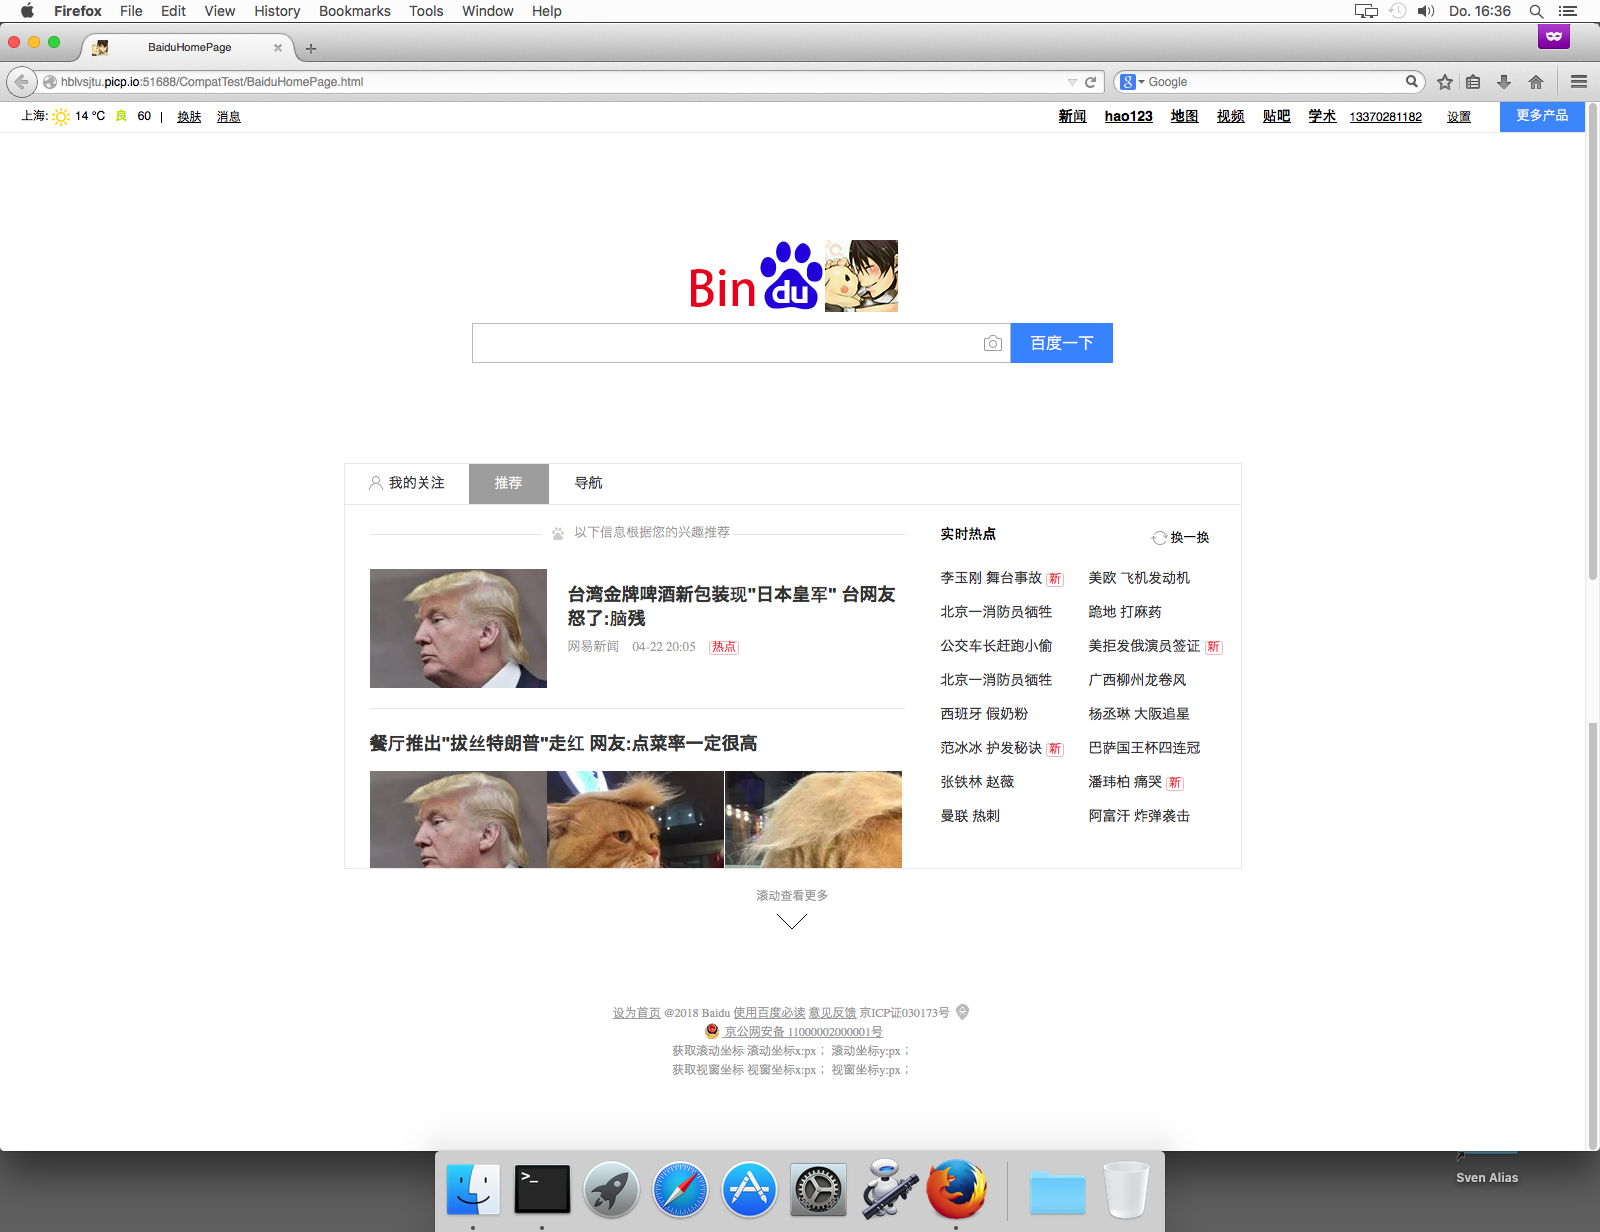 Firefox File Edit View History Bookmarks Tools Window Help Do. 16:36
BaiduHomePage
hblvsjtu.picp.io:51688/CompatTest/BaiduHomePage.html
Google
上海: 14 ℃ 良 60 | 换肤 消息
新闻 hao123 地图 视频 贴吧 学术 13370281182 设置 更多产品
Bin du
百度一下
我的关注 推荐 导航
以下信息根据您的兴趣推荐
台湾金牌啤酒新包装现"日本皇军" 台网友
怒了:脑残
网易新闻 04-22 20:05 热点
餐厅推出"拔丝特朗普"走红 网友:点菜率一定很高
实时热点 换一换
李玉刚 舞台事故 新 美欧 飞机发动机
北京一消防员牺牲 跪地 打麻药
公交车长赶跑小偷 美拒发俄演员签证 新
北京一消防员牺牲 广西柳州龙卷风
西班牙 假奶粉 杨丞琳 大阪追星
范冰冰 护发秘诀 新 巴萨国王杯四连冠
张铁林 赵薇 潘玮柏 痛哭 新
曼联 热刺 阿富汗 炸弹袭击
滚动查看更多
设为首页 @2018 Baidu 使用百度必读 意见反馈 京ICP证030173号
京公网安备 11000002000001号
获取滚动坐标 滚动坐标x:px； 滚动坐标y:px；
获取视窗坐标 视窗坐标x:px； 视窗坐标y:px；
>_
Sven Alias